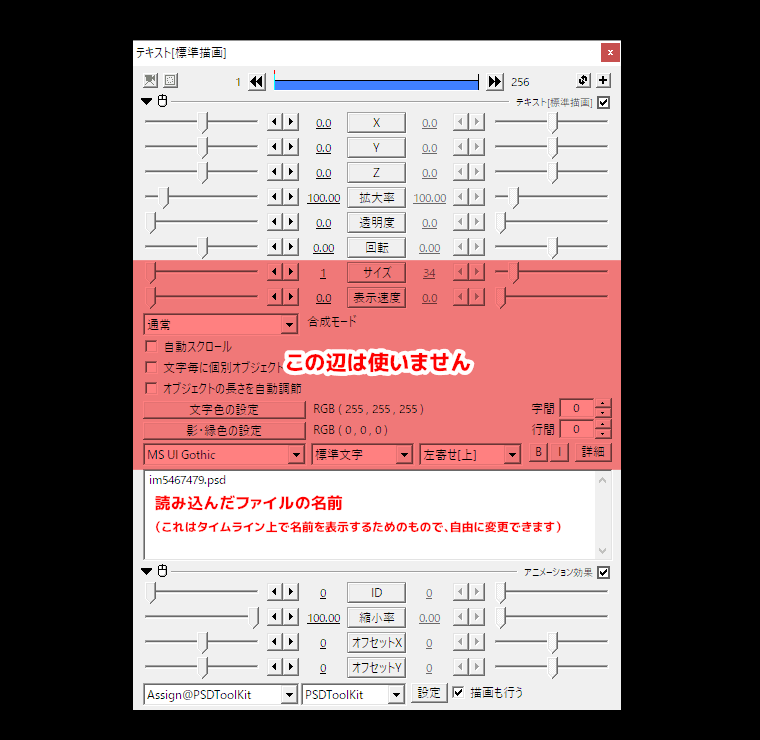 テキスト[標準描画]
x
1 256
テキスト[標準描画]
0.0 X 0.0
0.0 Y 0.0
0.0 Z 0.0
100.00 拡大率 100.00
0.0 透明度 0.0
0.00 回転 0.00
1 サイズ 34
0.0 表示速度 0.0
通常 合成モード
自動スクロール
文字毎に個別オブジェクト
この辺は使いません
オブジェクトの長さを自動調節
文字色の設定 RGB ( 255 , 255 , 255 ) 字間 0
影・縁色の設定 RGB ( 0 , 0 , 0 ) 行間 0
MS UI Gothic 標準文字 左寄せ[上] B I 詳細
im5467479.psd
読み込んだファイルの名前
（これはタイムライン上で名前を表示するためのもので、自由に変更できます）
アニメーション効果
0 ID 0
100.00 縮小率 0.00
0 オフセットX 0
0 オフセットY 0
Assign@PSDToolKit PSDToolKit 設定 描画も行う